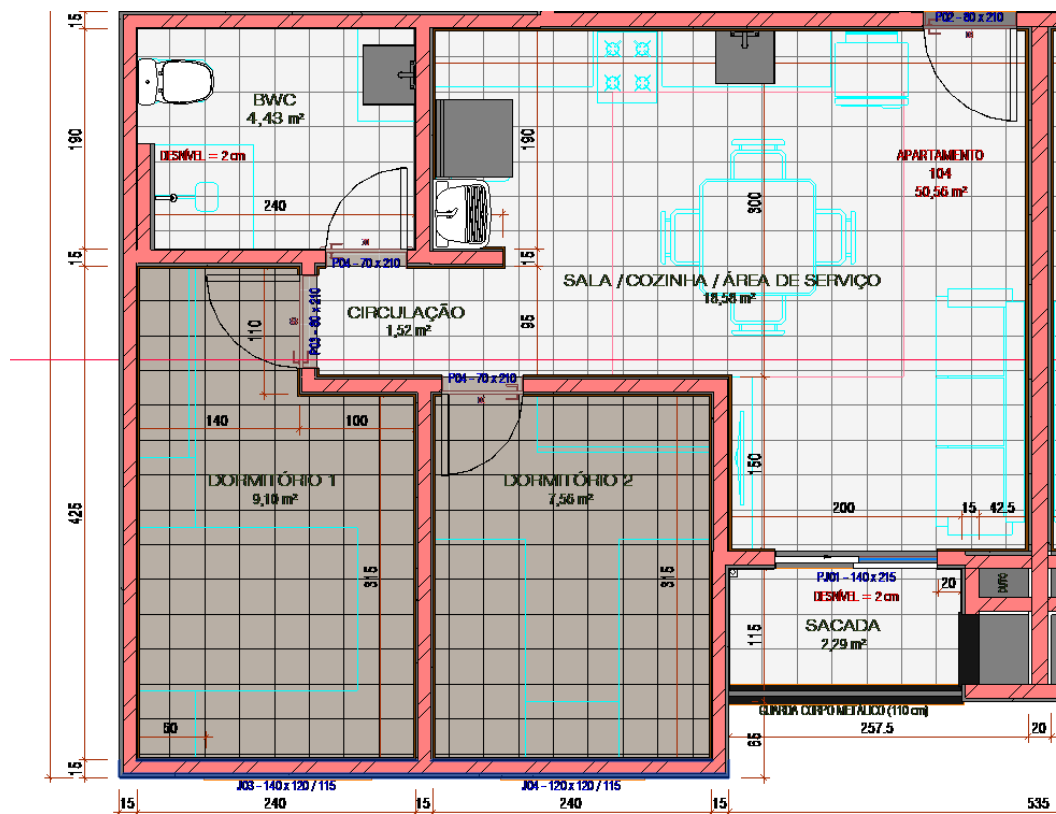 15
P02 - 80 x 210
BWC
4,43 m²
190
DESNÍVEL = 2 cm
240
190
300
APARTAMENTO
104
50,56 m²
15
P04 - 70 x 210
15
SALA / COZINHA / ÁREA DE SERVIÇO
18,58 m²
CIRCULAÇÃO
1,52 m²
110
P03 - 80 x 210
95
P04 - 70 x 210
140
100
150
DORMITÓRIO 1
9,10 m²
DORMITÓRIO 2
7,56 m²
425
200
15
42.5
315
315
PJ01 - 140 x 215
20
DUTO
DESNÍVEL = 2 cm
SACADA
2,29 m²
115
GUARDA CORPO METÁLICO (110 cm)
60
257.5
20
65
15
J03 - 140 x 120 / 115
J04 - 120 x 120 / 115
15
240
15
240
15
535